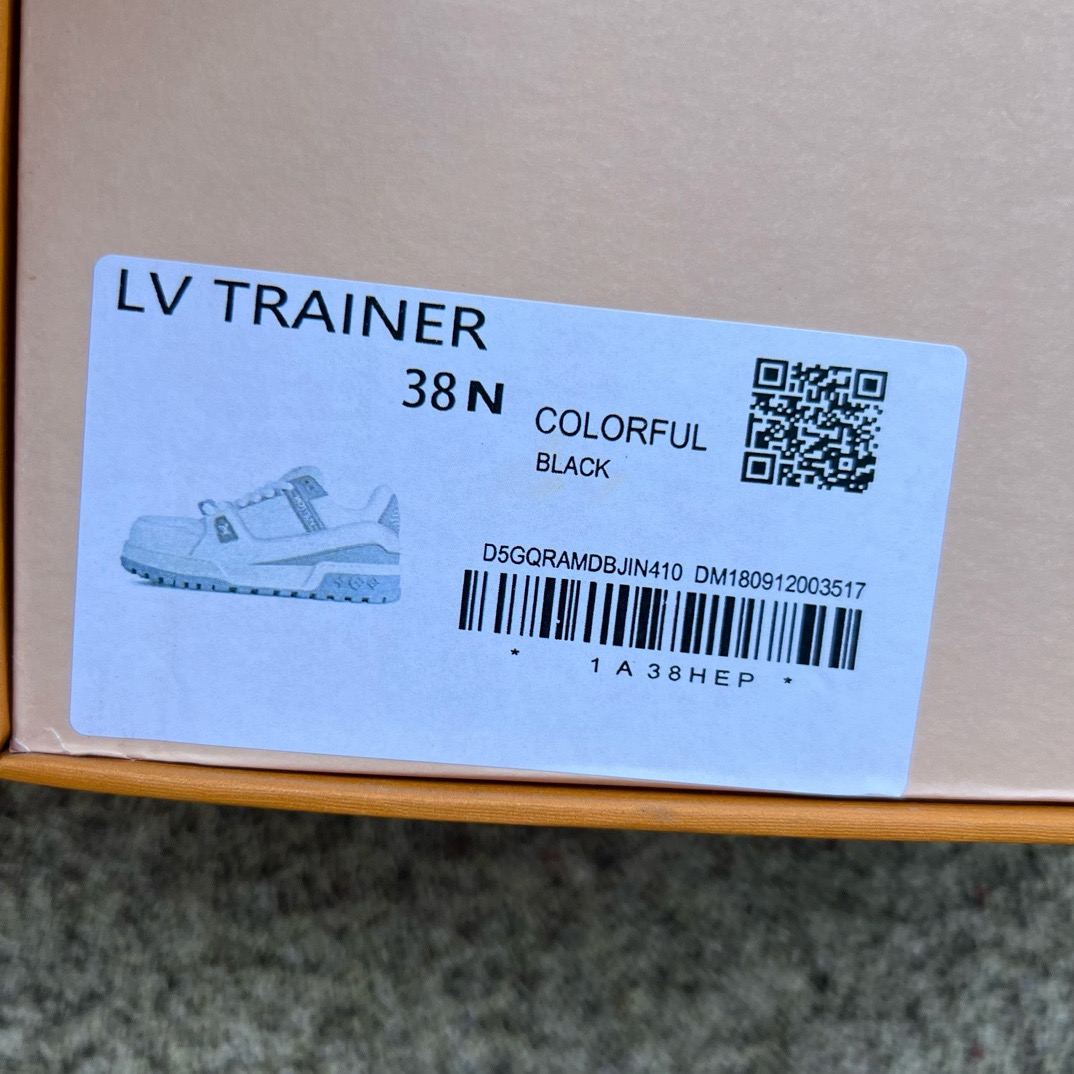 LV TRAINER
38 N
COLORFUL
BLACK
D5GQRAMDBJIN410 DM180912003517
* 1 A 38HEP *